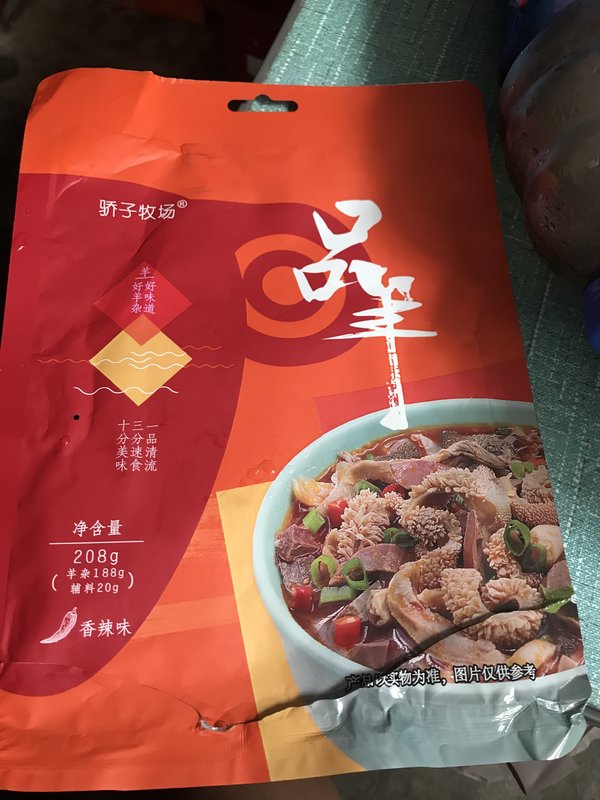 骄子牧场®
品羊
羊
好味道
好羊杂
一品清流
三分速食
十分美味
净含量
208g
(羊杂188g
辅料20g)
香辣味
产品以实物为准，图片仅供参考